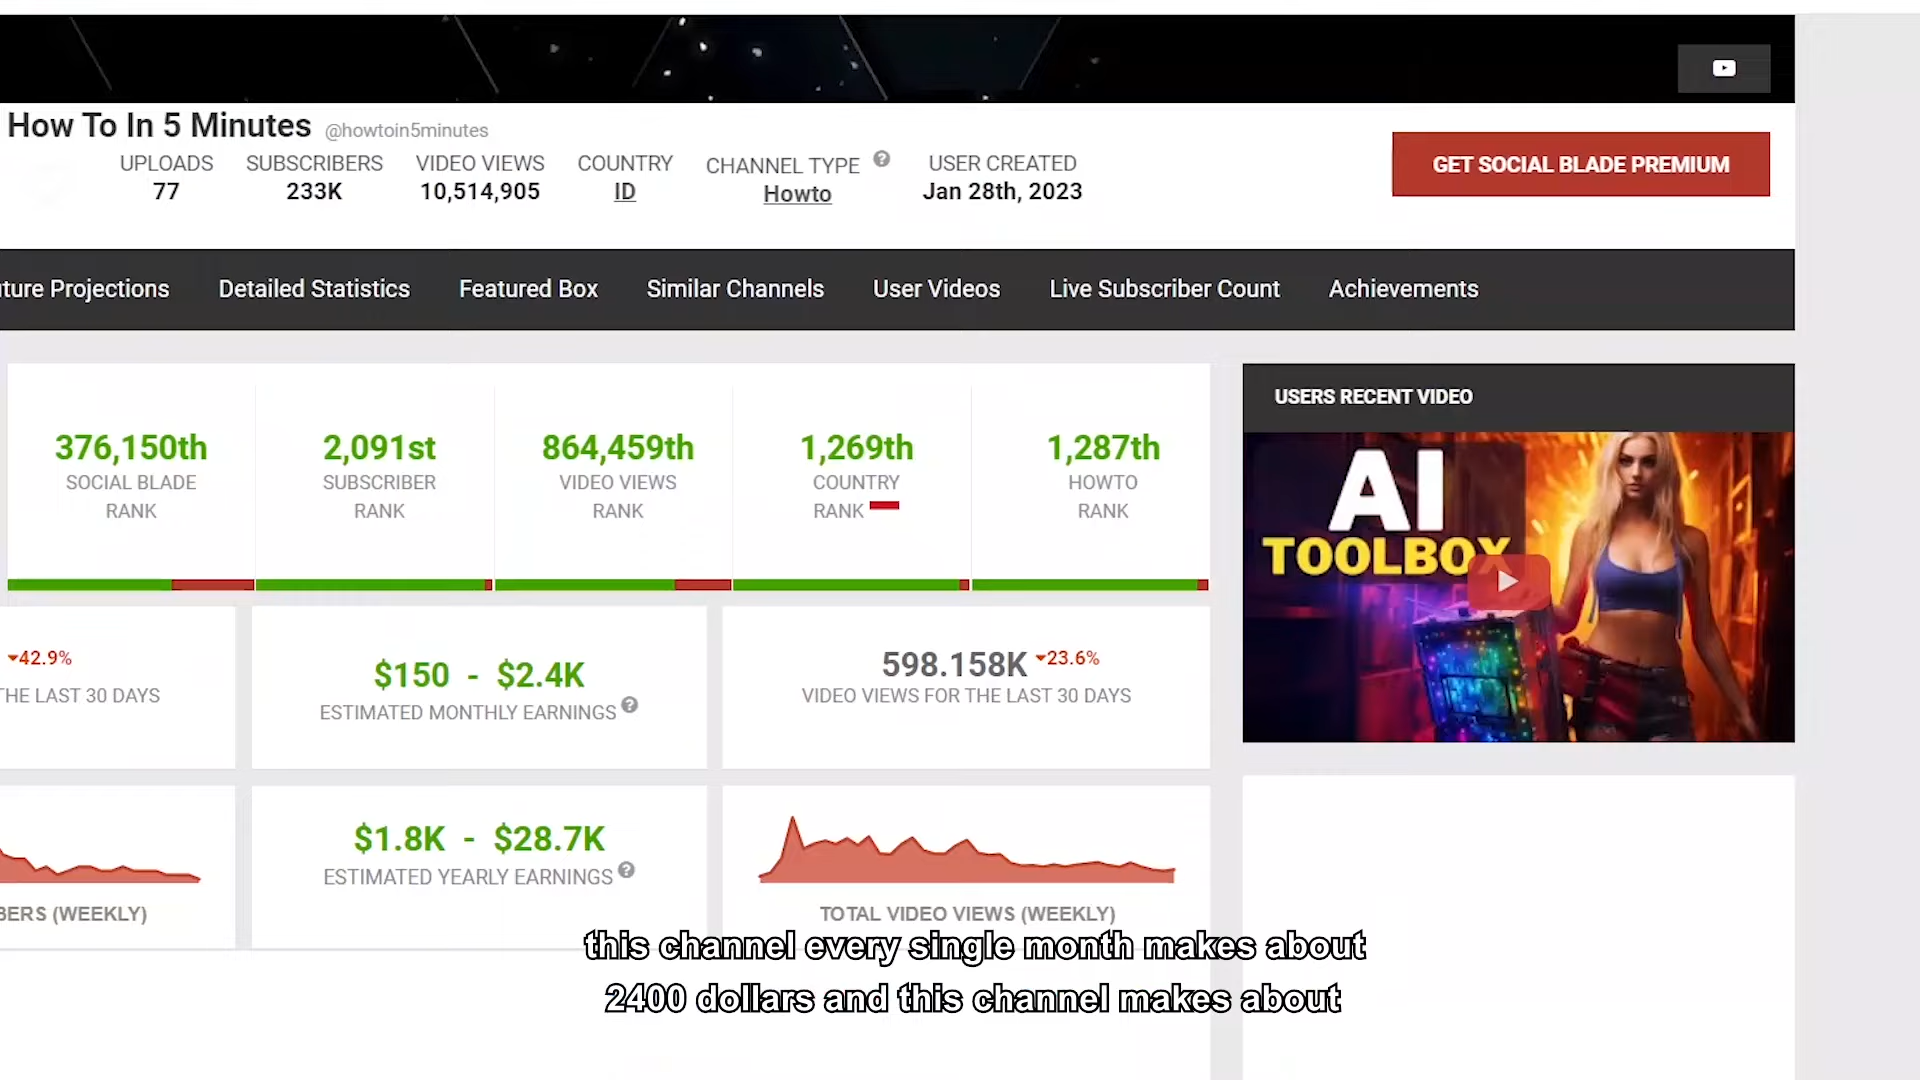 How To In 5 Minutes @howtoin5minutes
UPLOADS SUBSCRIBERS VIDEO VIEWS COUNTRY CHANNEL TYPE ? USER CREATED
77 233K 10,514,905 ID Howto Jan 28th, 2023
GET SOCIAL BLADE PREMIUM
uture Projections Detailed Statistics Featured Box Similar Channels User Videos Live Subscriber Count Achievements
376,150th
SOCIAL BLADE
RANK
2,091st
SUBSCRIBER
RANK
864,459th
VIDEO VIEWS
RANK
1,269th
COUNTRY
RANK
1,287th
HOWTO
RANK
USERS RECENT VIDEO
AI
TOOLBOX
42.9%
THE LAST 30 DAYS
$150 - $2.4K
ESTIMATED MONTHLY EARNINGS ?
598.158K 23.6%
VIDEO VIEWS FOR THE LAST 30 DAYS
BERS (WEEKLY)
$1.8K - $28.7K
ESTIMATED YEARLY EARNINGS ?
TOTAL VIDEO VIEWS (WEEKLY)
this channel every single month makes about
2400 dollars and this channel makes about